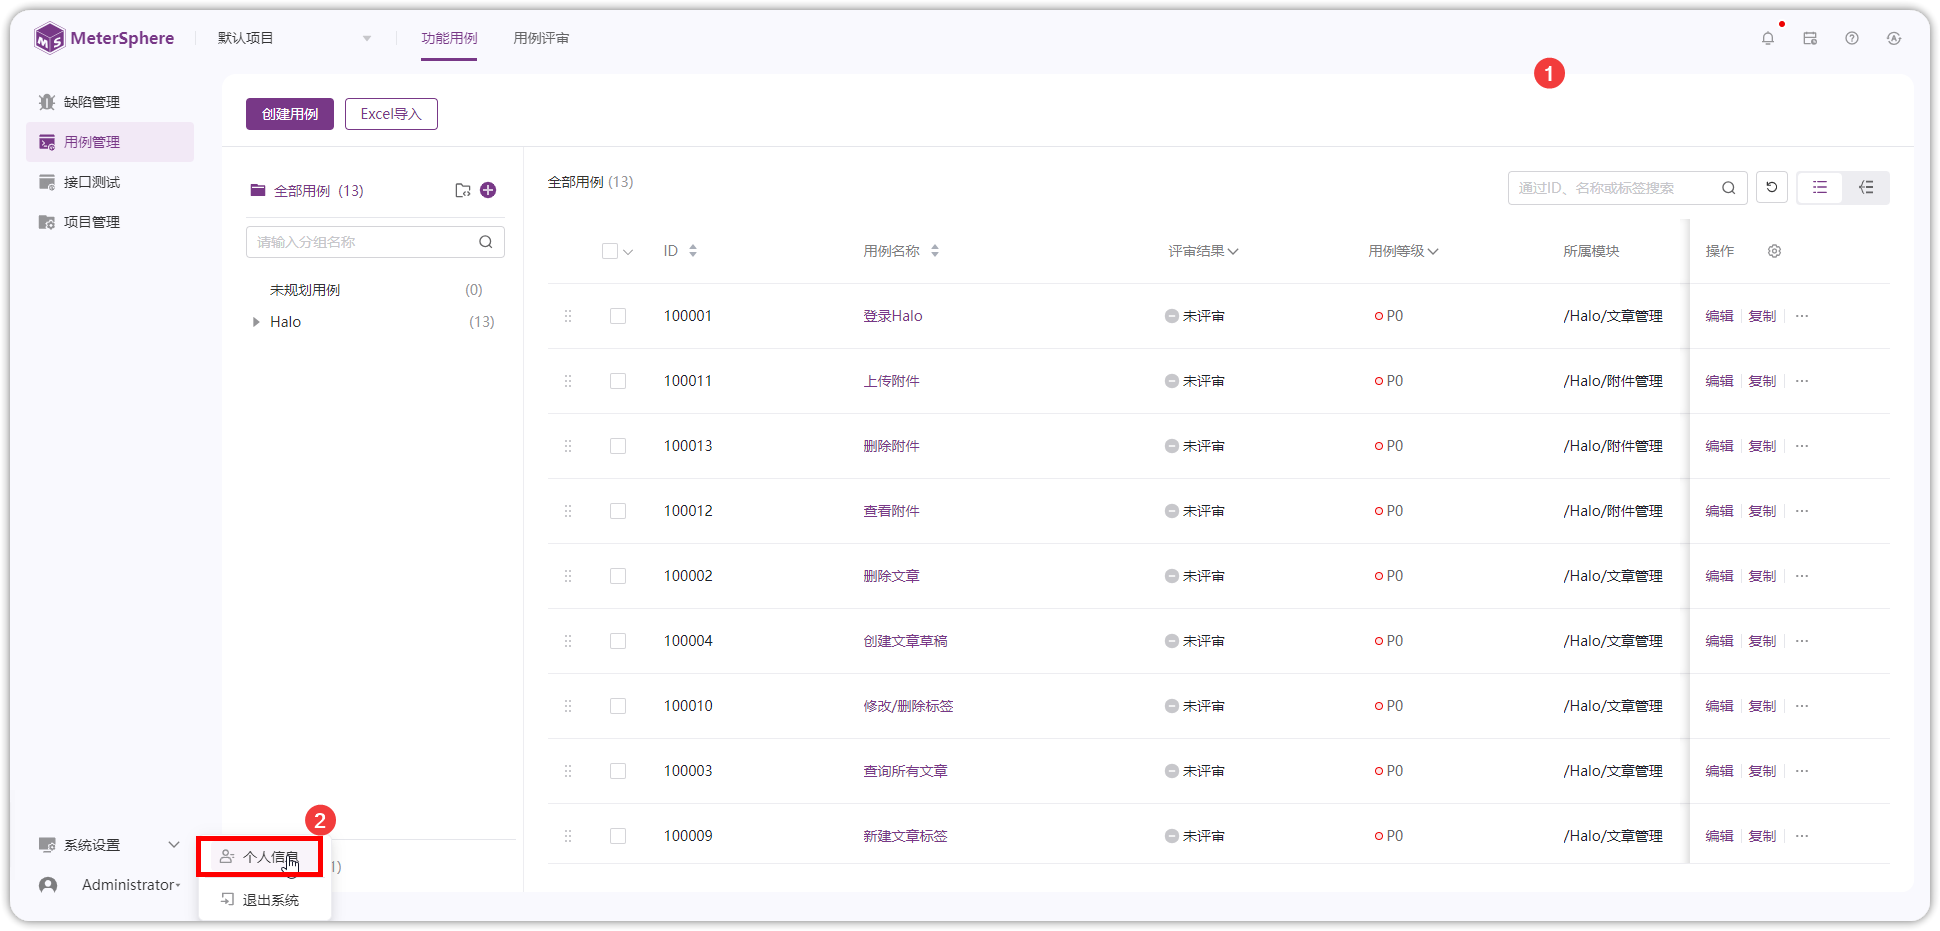 MeterSphere
默认项目
功能用例
用例评审
1
缺陷管理
用例管理
接口测试
项目管理
创建用例
Excel导入
全部用例 (13)
请输入分组名称
未规划用例 (0)
Halo (13)
全部用例 (13)
通过ID、名称或标签搜索
ID 用例名称 评审结果 用例等级 所属模块 操作
100001 登录Halo 未评审 P0 /Halo/文章管理 编辑 复制 ...
100011 上传附件 未评审 P0 /Halo/附件管理 编辑 复制 ...
100013 删除附件 未评审 P0 /Halo/附件管理 编辑 复制 ...
100012 查看附件 未评审 P0 /Halo/附件管理 编辑 复制 ...
100002 删除文章 未评审 P0 /Halo/文章管理 编辑 复制 ...
100004 创建文章草稿 未评审 P0 /Halo/文章管理 编辑 复制 ...
100010 修改/删除标签 未评审 P0 /Halo/文章管理 编辑 复制 ...
100003 查询所有文章 未评审 P0 /Halo/文章管理 编辑 复制 ...
100009 新建文章标签 未评审 P0 /Halo/文章管理 编辑 复制 ...
2
系统设置
Administrator
个人信息
1)
退出系统